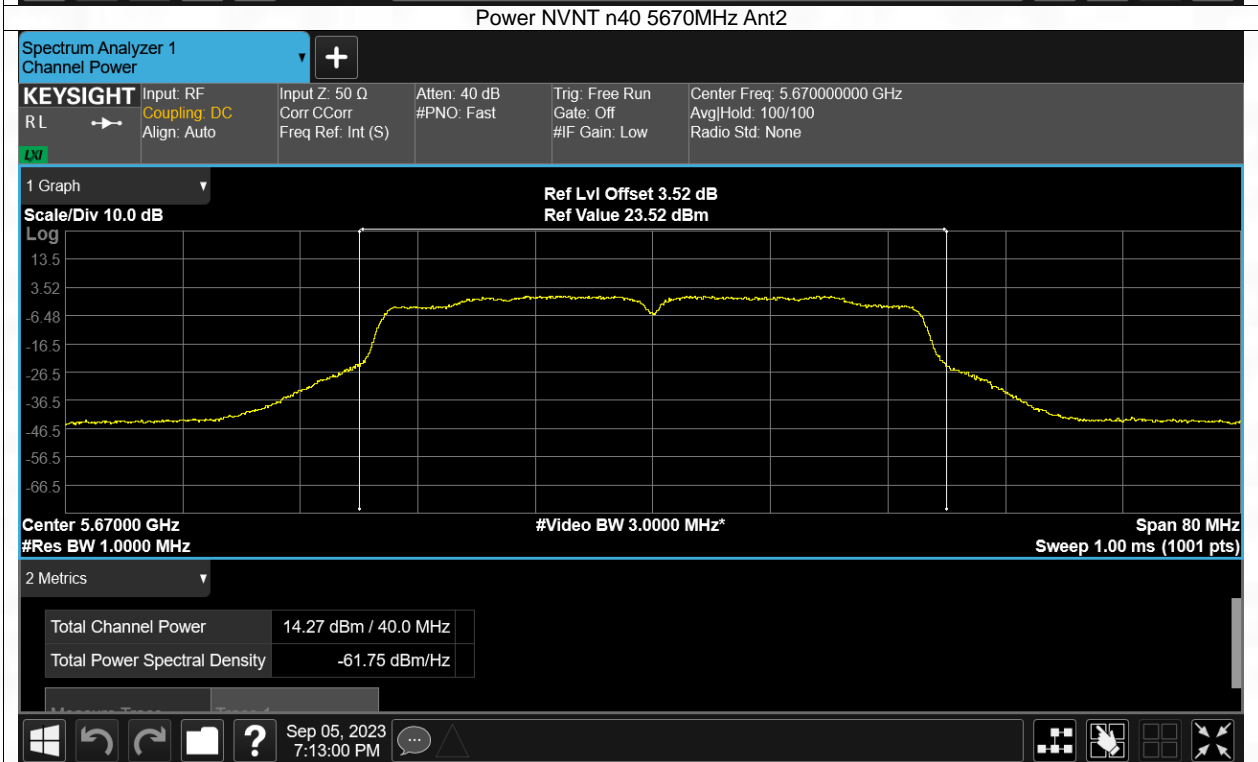 Power NVNT n40 5670MHz Ant2
Spectrum Analyzer 1
Channel Power
KEYSIGHT
R L
LXI
Input: RF
Coupling: DC
Align: Auto
Input Z: 50 Ω
Corr CCorr
Freq Ref: Int (S)
Atten: 40 dB
#PNO: Fast
Trig: Free Run
Gate: Off
#IF Gain: Low
Center Freq: 5.670000000 GHz
Avg|Hold: 100/100
Radio Std: None
1 Graph
Scale/Div 10.0 dB
Ref Lvl Offset 3.52 dB
Ref Value 23.52 dBm
Log
13.5
3.52
-6.48
-16.5
-26.5
-36.5
-46.5
-56.5
-66.5
Center 5.67000 GHz
#Video BW 3.0000 MHz*
Span 80 MHz
#Res BW 1.0000 MHz
Sweep 1.00 ms (1001 pts)
2 Metrics
Total Channel Power 14.27 dBm / 40.0 MHz
Total Power Spectral Density -61.75 dBm/Hz
Sep 05, 2023
7:13:00 PM